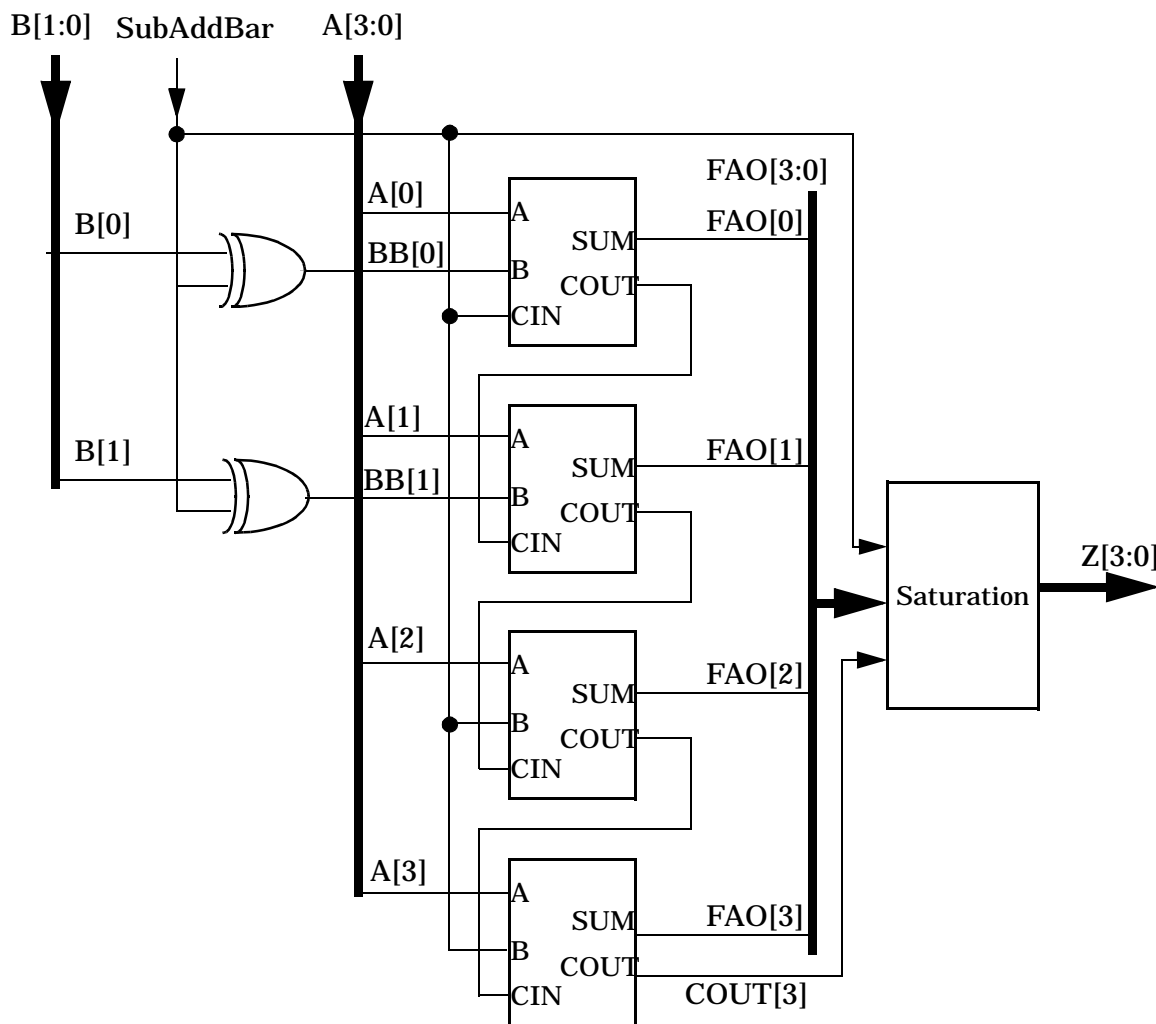 B[1:0] SubAddBar A[3:0]
FAO[3:0]
A[0]
A
FAO[0]
B[0]
SUM
BB[0]
B
COUT
CIN
A[1]
A
FAO[1]
B[1]
SUM
BB[1]
B
COUT
CIN
Z[3:0]
Saturation
A[2]
A
FAO[2]
SUM
B
COUT
CIN
A[3]
A
FAO[3]
SUM
B
COUT
CIN
COUT[3]